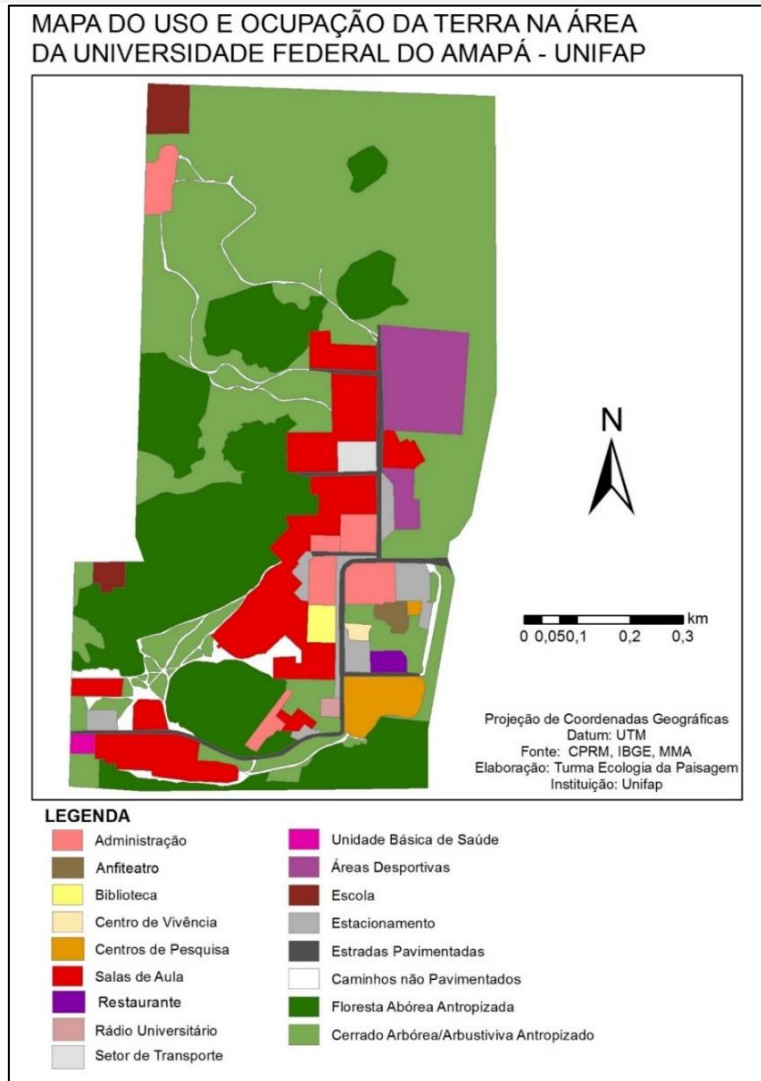 MAPA DO USO E OCUPAÇÃO DA TERRA NA ÁREA
DA UNIVERSIDADE FEDERAL DO AMAPÁ - UNIFAP
N
km
0 0,050,1 0,2 0,3
Projeção de Coordenadas Geográficas
Datum: UTM
Fonte: CPRM, IBGE, MMA
Elaboração: Turma Ecologia da Paisagem
Instituição: Unifap
LEGENDA
Administração
Anfiteatro
Biblioteca
Centro de Vivência
Centros de Pesquisa
Salas de Aula
Restaurante
Rádio Universitário
Setor de Transporte
Unidade Básica de Saúde
Áreas Desportivas
Escola
Estacionamento
Estradas Pavimentadas
Caminhos não Pavimentados
Floresta Abórea Antropizada
Cerrado Arbórea/Arbustiviva Antropizado